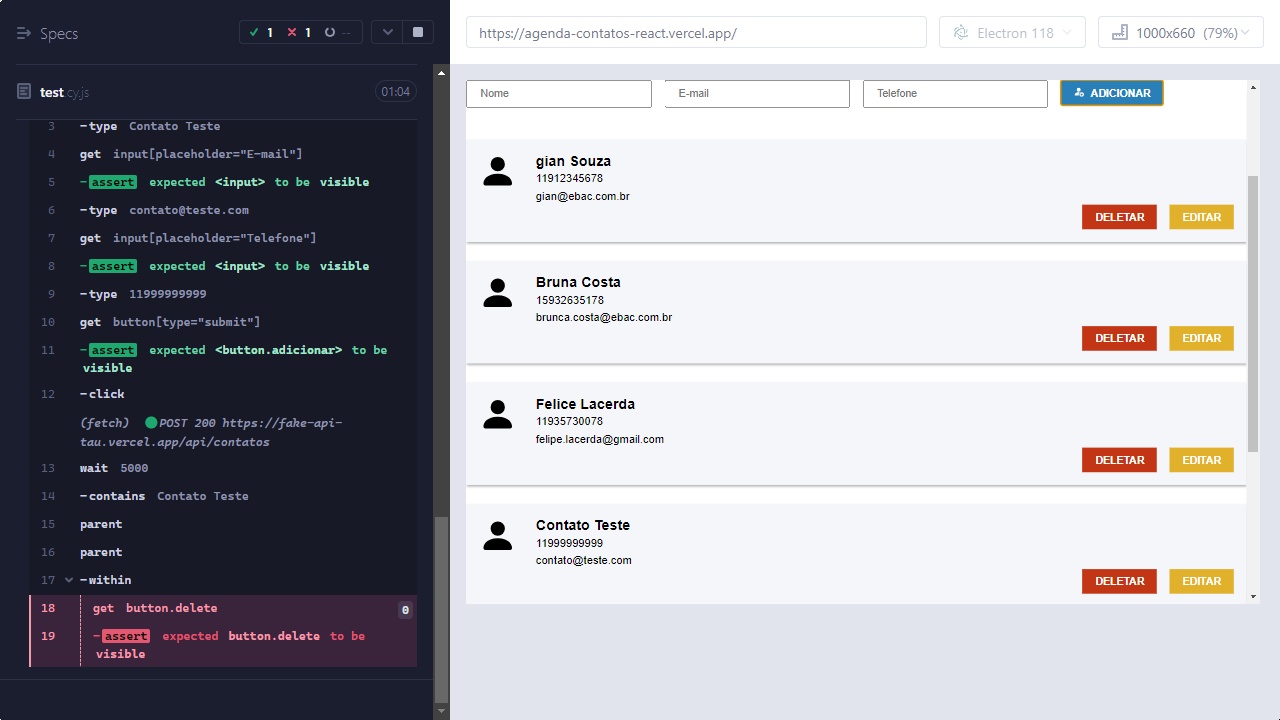 Specs
1 1 --
test.cy.js 01:04
3 -type Contato Teste
4 get input[placeholder="E-mail"]
5 -assert expected <input> to be visible
6 -type contato@teste.com
7 get input[placeholder="Telefone"]
8 -assert expected <input> to be visible
9 -type 11999999999
10 get button[type="submit"]
11 -assert expected <button.adicionar> to be
visible
12 -click
(fetch) POST 200 https://fake-api-
tau.vercel.app/api/contatos
13 wait 5000
14 -contains Contato Teste
15 parent
16 parent
17 -within
18 get button.delete 0
19 -assert expected button.delete to be
visible
https://agenda-contatos-react.vercel.app/
Electron 118
1000x660 (79%)
Nome E-mail Telefone ADICIONAR
gian Souza
11912345678
gian@ebac.com.br
DELETAR EDITAR
Bruna Costa
15932635178
brunca.costa@ebac.com.br
DELETAR EDITAR
Felice Lacerda
11935730078
felipe.lacerda@gmail.com
DELETAR EDITAR
Contato Teste
11999999999
contato@teste.com
DELETAR EDITAR